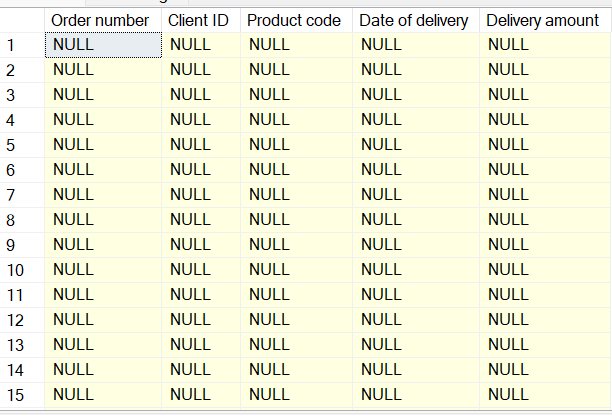 Order number Client ID Product code Date of delivery Delivery amount
1 NULL NULL NULL NULL NULL
2 NULL NULL NULL NULL NULL
3 NULL NULL NULL NULL NULL
4 NULL NULL NULL NULL NULL
5 NULL NULL NULL NULL NULL
6 NULL NULL NULL NULL NULL
7 NULL NULL NULL NULL NULL
8 NULL NULL NULL NULL NULL
9 NULL NULL NULL NULL NULL
10 NULL NULL NULL NULL NULL
11 NULL NULL NULL NULL NULL
12 NULL NULL NULL NULL NULL
13 NULL NULL NULL NULL NULL
14 NULL NULL NULL NULL NULL
15 NULL NULL NULL NULL NULL